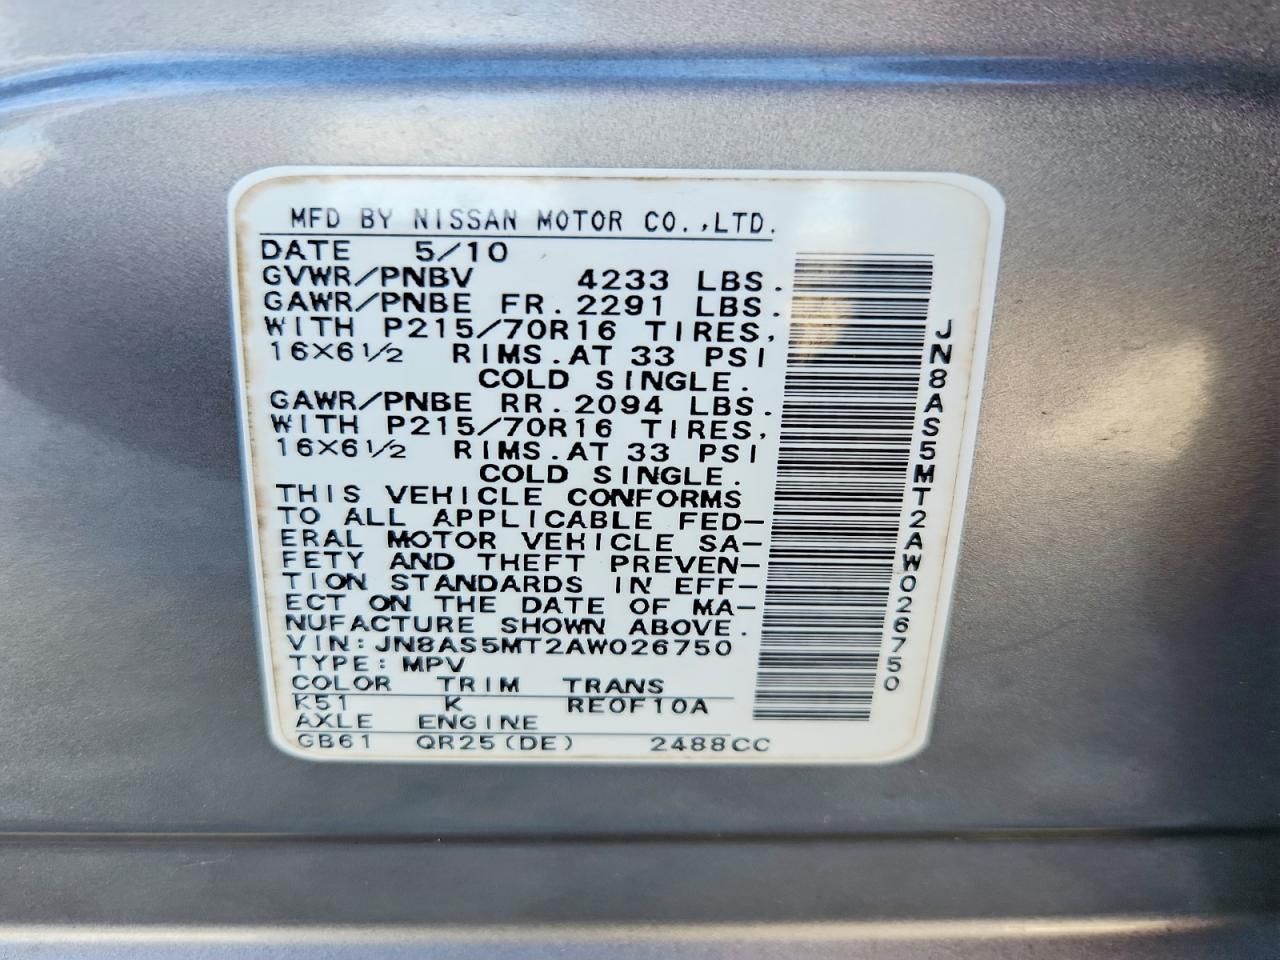 MFD BY NISSAN MOTOR CO.,LTD.
DATE 5/10
GVWR/PNBV 4233 LBS.
GAWR/PNBE FR. 2291 LBS.
WITH P215/70R16 TIRES,
16X6 1/2 RIMS. AT 33 PSI
COLD SINGLE.
GAWR/PNBE RR. 2094 LBS.
WITH P215/70R16 TIRES,
16X6 1/2 RIMS. AT 33 PSI
COLD SINGLE.
THIS VEHICLE CONFORMS
TO ALL APPLICABLE FED-
ERAL MOTOR VEHICLE SA-
FETY AND THEFT PREVEN-
TION STANDARDS IN EFF-
ECT ON THE DATE OF MA-
NUFACTURE SHOWN ABOVE.
VIN: JN8AS5MT2AW026750
TYPE: MPV
COLOR TRIM TRANS
K51 K RE0F10A
AXLE ENGINE
GB61 QR25(DE) 2488CC
JN8AS5MT2AW026750